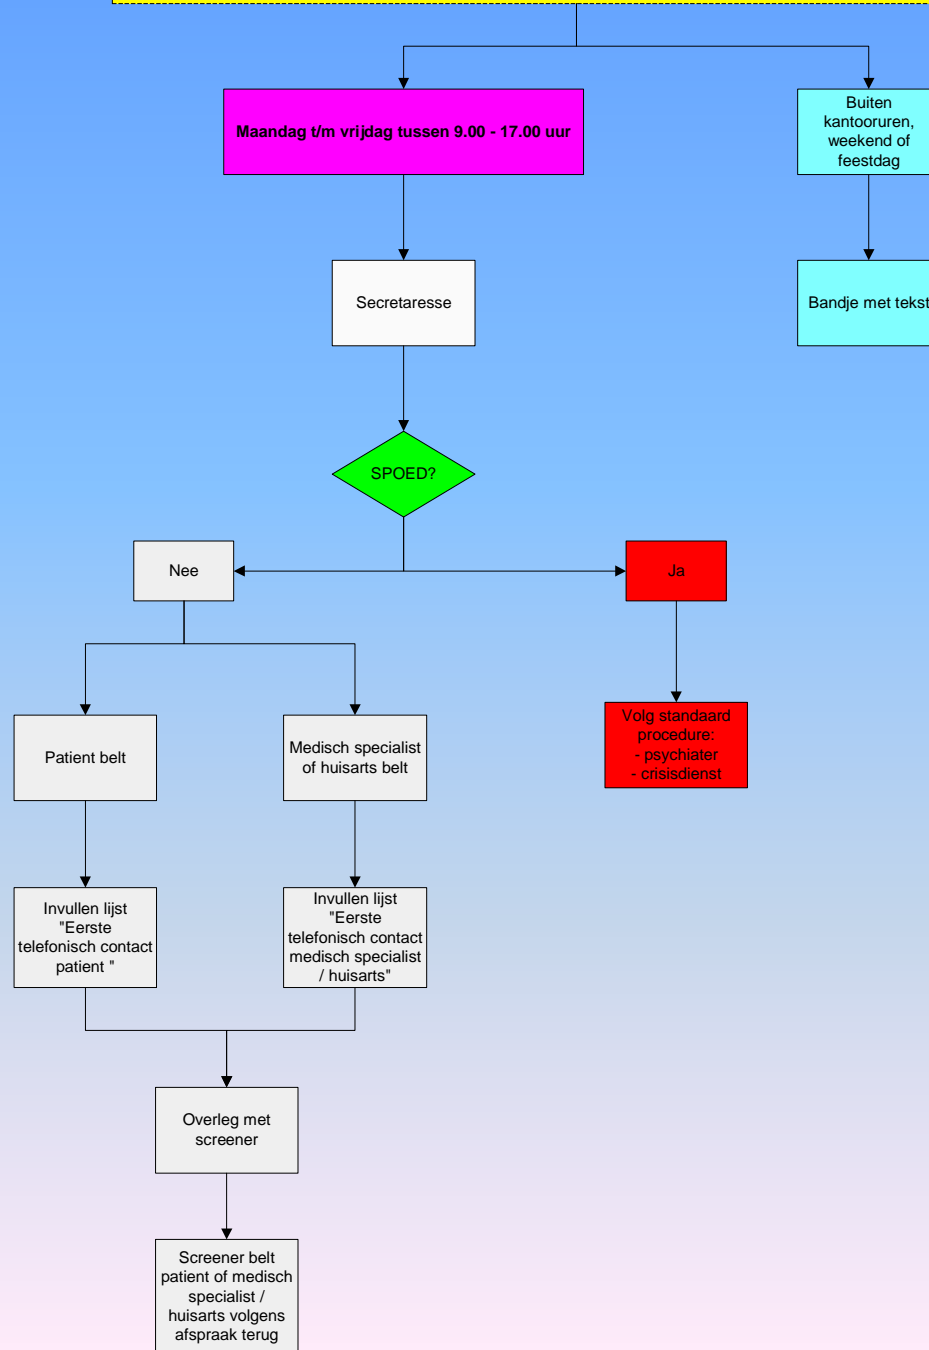 Maandag t/m vrijdag tussen 9.00 - 17.00 uur
Buiten
kantooruren,
weekend of
feestdag
Secretaresse
Bandje met tekst
SPOED?
Nee
Ja
Patient belt
Medisch specialist
of huisarts belt
Volg standaard
procedure:
- psychiater
- crisisdienst
Invullen lijst
"Eerste
telefonisch contact
patient "
Invullen lijst
"Eerste
telefonisch contact
medisch specialist
/ huisarts"
Overleg met
screener
Screener belt
patient of medisch
specialist /
huisarts volgens
afspraak terug